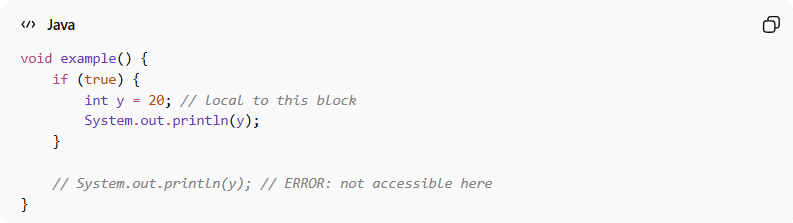 </> Java
void example() {
    if (true) {
        int y = 20; // local to this block
        System.out.println(y);
    }

    // System.out.println(y); // ERROR: not accessible here
}